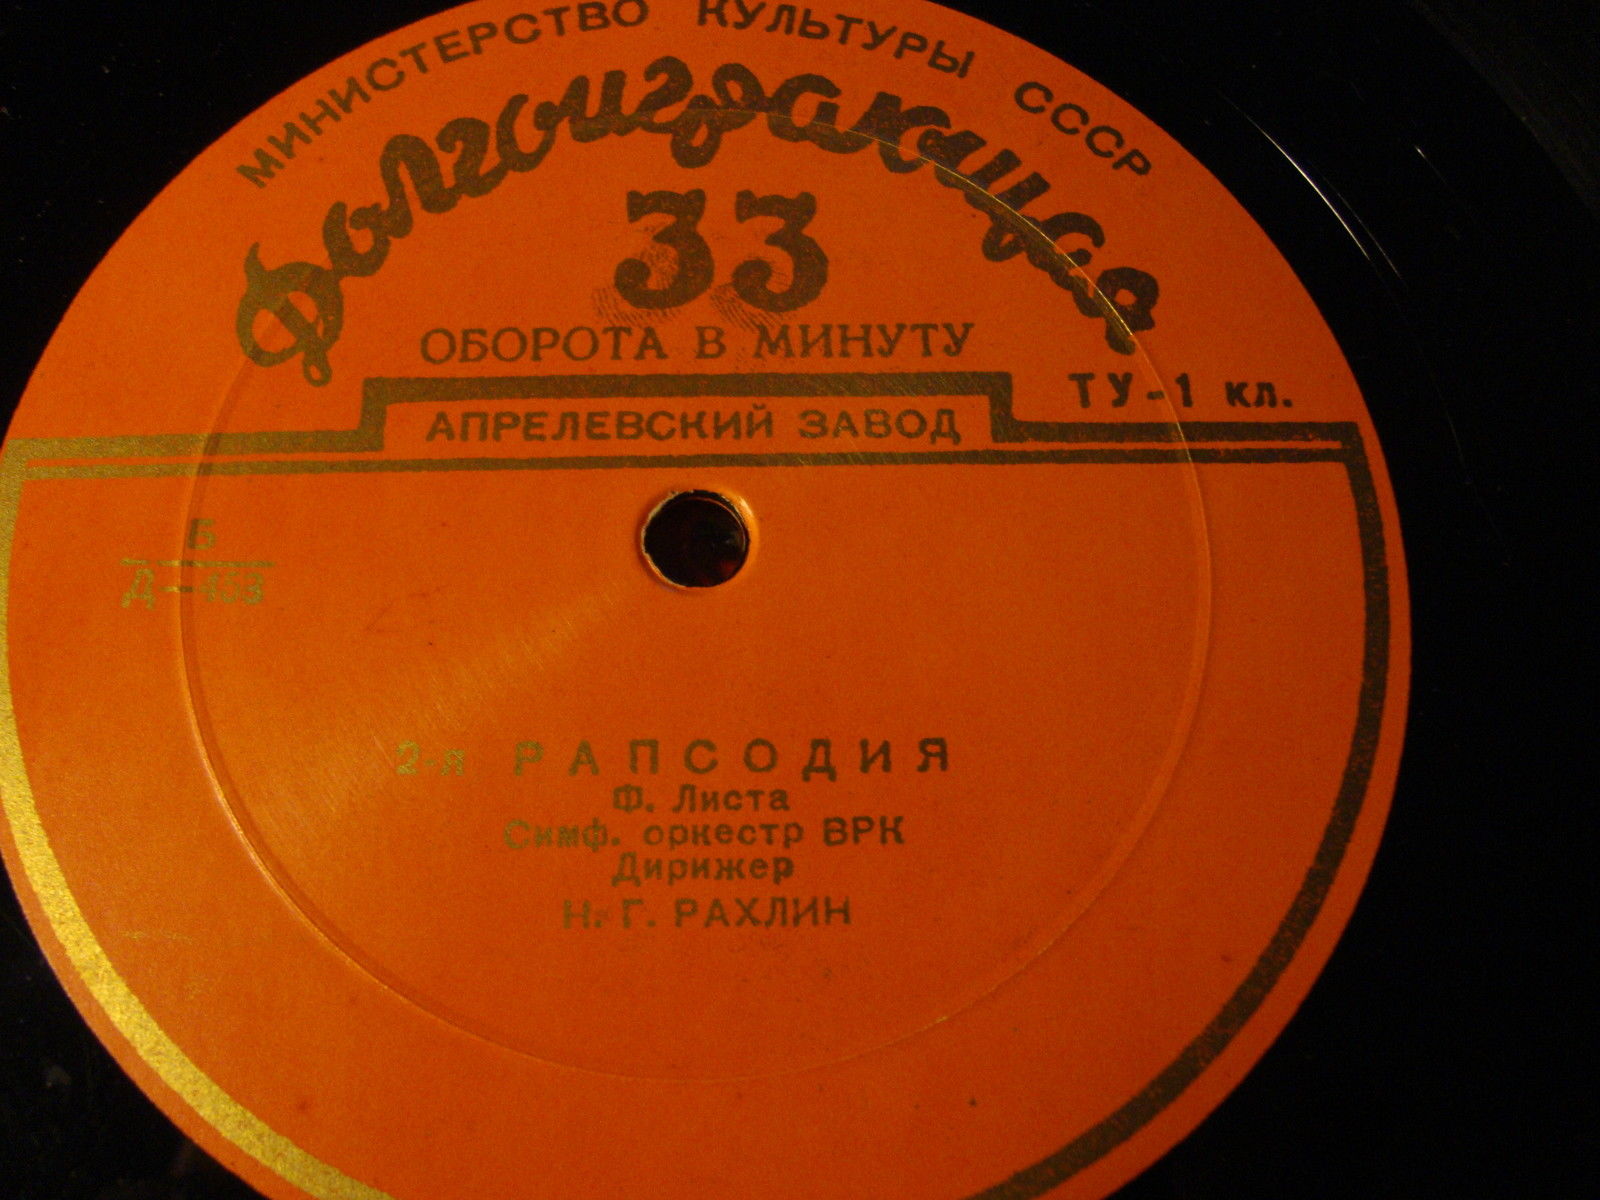 МИНИСТЕРСТВО КУЛЬТУРЫ СССР
Долгоиграющая
33
ОБОРОТА В МИНУТУ
ТУ-1 кл.
АПРЕЛЕВСКИЙ ЗАВОД
Б
Д-453
2-я РАПСОДИЯ
Ф. Листа
Симф. оркестр ВРК
Дирижер
Н. Г. РАХЛИН